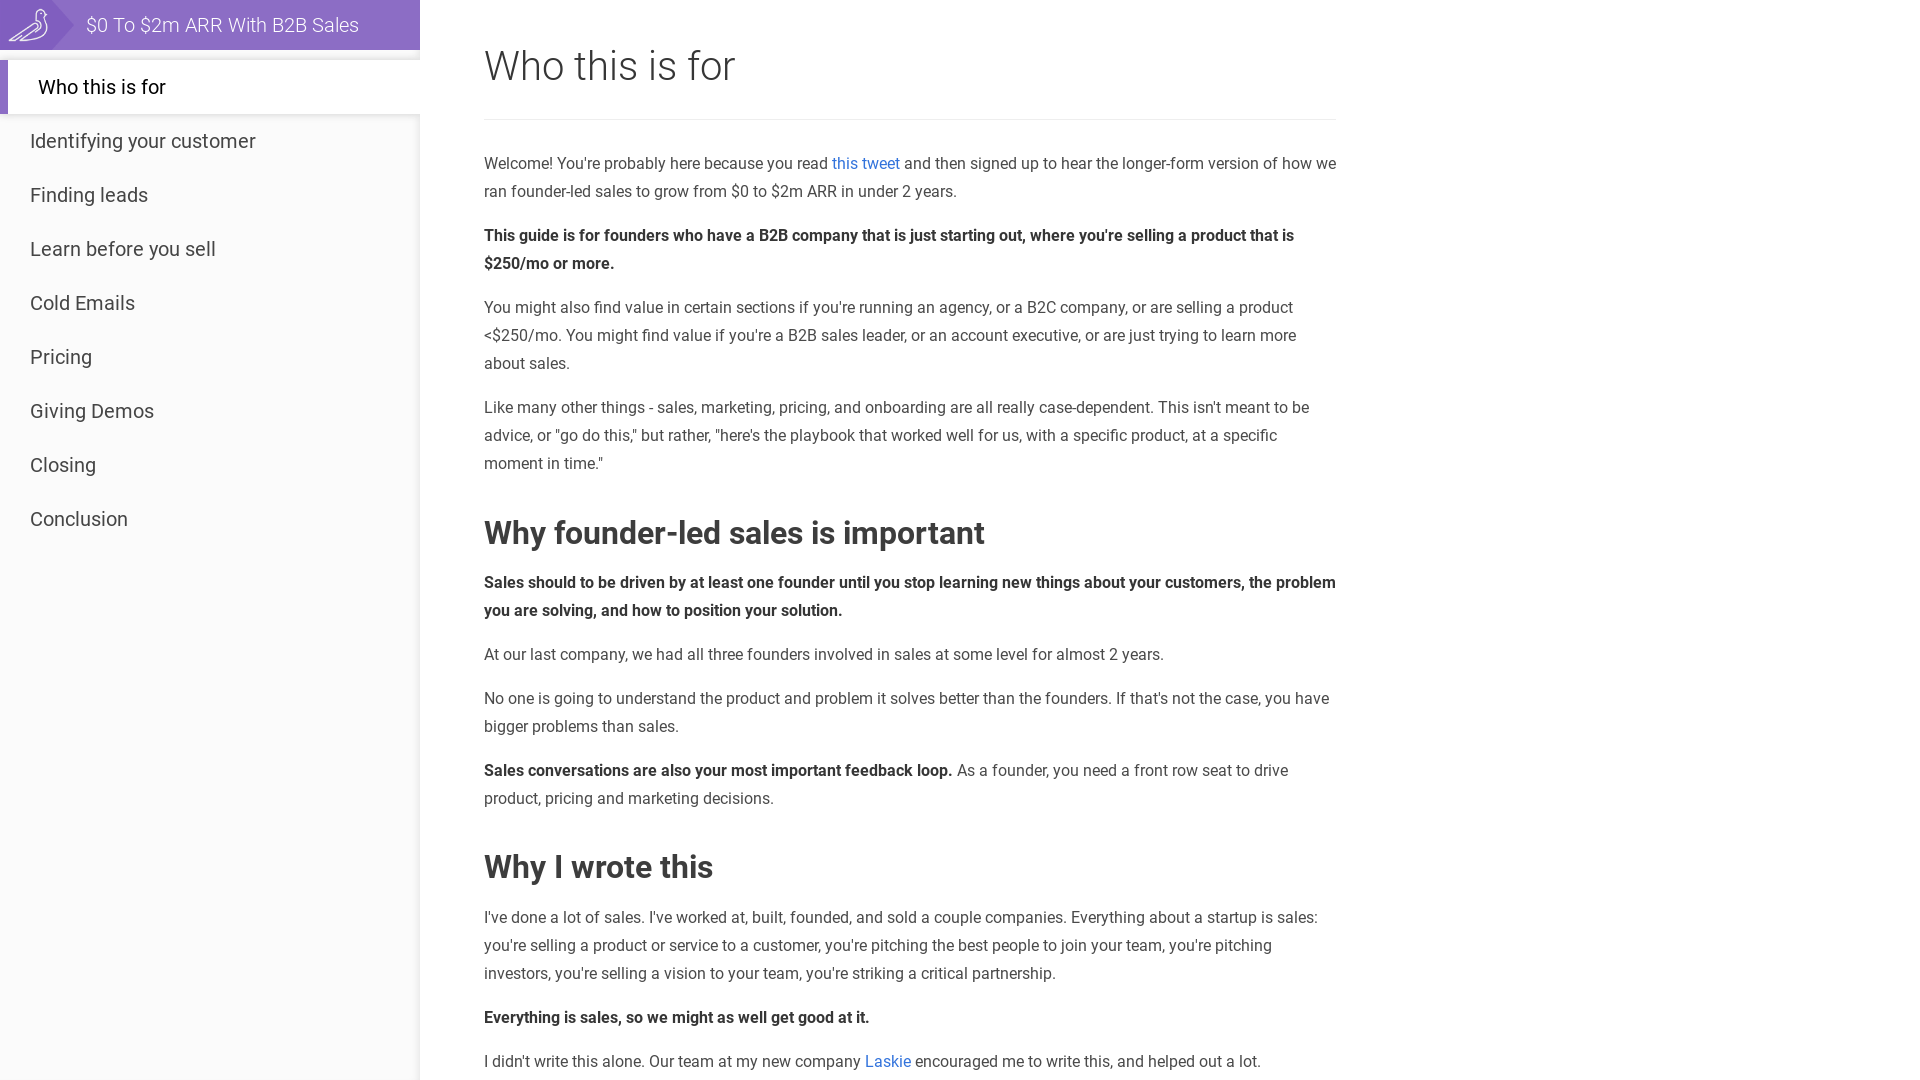 $0 To $2m ARR With B2B Sales
Who this is for
Identifying your customer
Finding leads
Learn before you sell
Cold Emails
Pricing
Giving Demos
Closing
Conclusion
Who this is for
Welcome! You're probably here because you read this tweet and then signed up to hear the longer-form version of how we
ran founder-led sales to grow from $0 to $2m ARR in under 2 years.
This guide is for founders who have a B2B company that is just starting out, where you're selling a product that is
$250/mo or more.
You might also find value in certain sections if you're running an agency, or a B2C company, or are selling a product
<$250/mo. You might find value if you're a B2B sales leader, or an account executive, or are just trying to learn more
about sales.
Like many other things - sales, marketing, pricing, and onboarding are all really case-dependent. This isn't meant to be
advice, or "go do this," but rather, "here's the playbook that worked well for us, with a specific product, at a specific
moment in time."
Why founder-led sales is important
Sales should to be driven by at least one founder until you stop learning new things about your customers, the problem
you are solving, and how to position your solution.
At our last company, we had all three founders involved in sales at some level for almost 2 years.
No one is going to understand the product and problem it solves better than the founders. If that's not the case, you have
bigger problems than sales.
Sales conversations are also your most important feedback loop. As a founder, you need a front row seat to drive
product, pricing and marketing decisions.
Why I wrote this
I've done a lot of sales. I've worked at, built, founded, and sold a couple companies. Everything about a startup is sales:
you're selling a product or service to a customer, you're pitching the best people to join your team, you're pitching
investors, you're selling a vision to your team, you're striking a critical partnership.
Everything is sales, so we might as well get good at it.
I didn't write this alone. Our team at my new company Laskie encouraged me to write this, and helped out a lot.